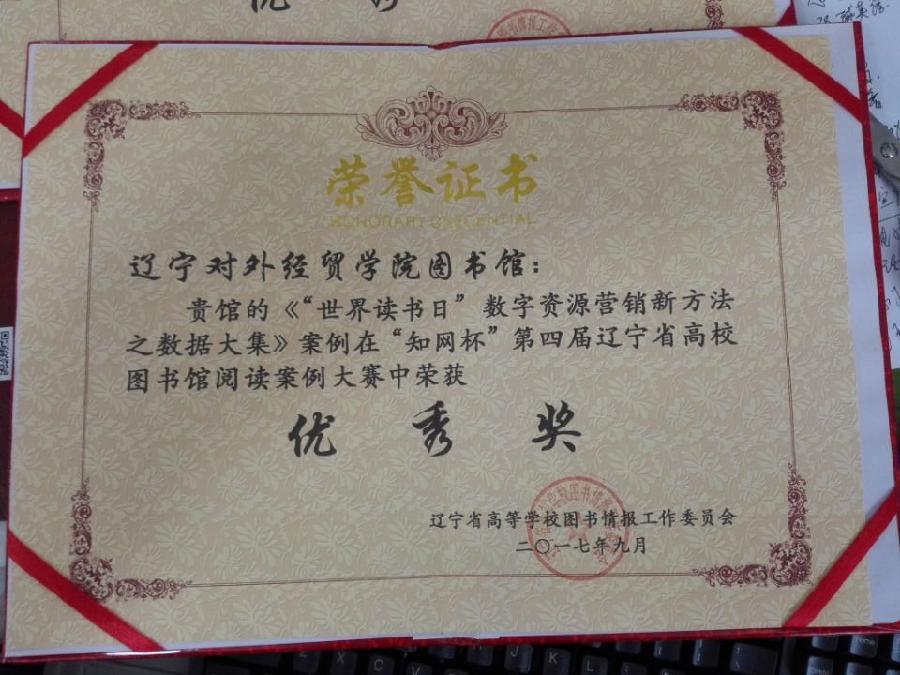 优 秀
荣誉证书
HONORARY CREDENTIAL
辽宁对外经贸学院图书馆：
贵馆的《“世界读书日”数字资源营销新方法
之数据大集》案例在“知网杯”第四届辽宁省高校
图书馆阅读案例大赛中荣获
优 秀 奖
辽宁省高等学校图书情报工作委员会
二〇一七年九月